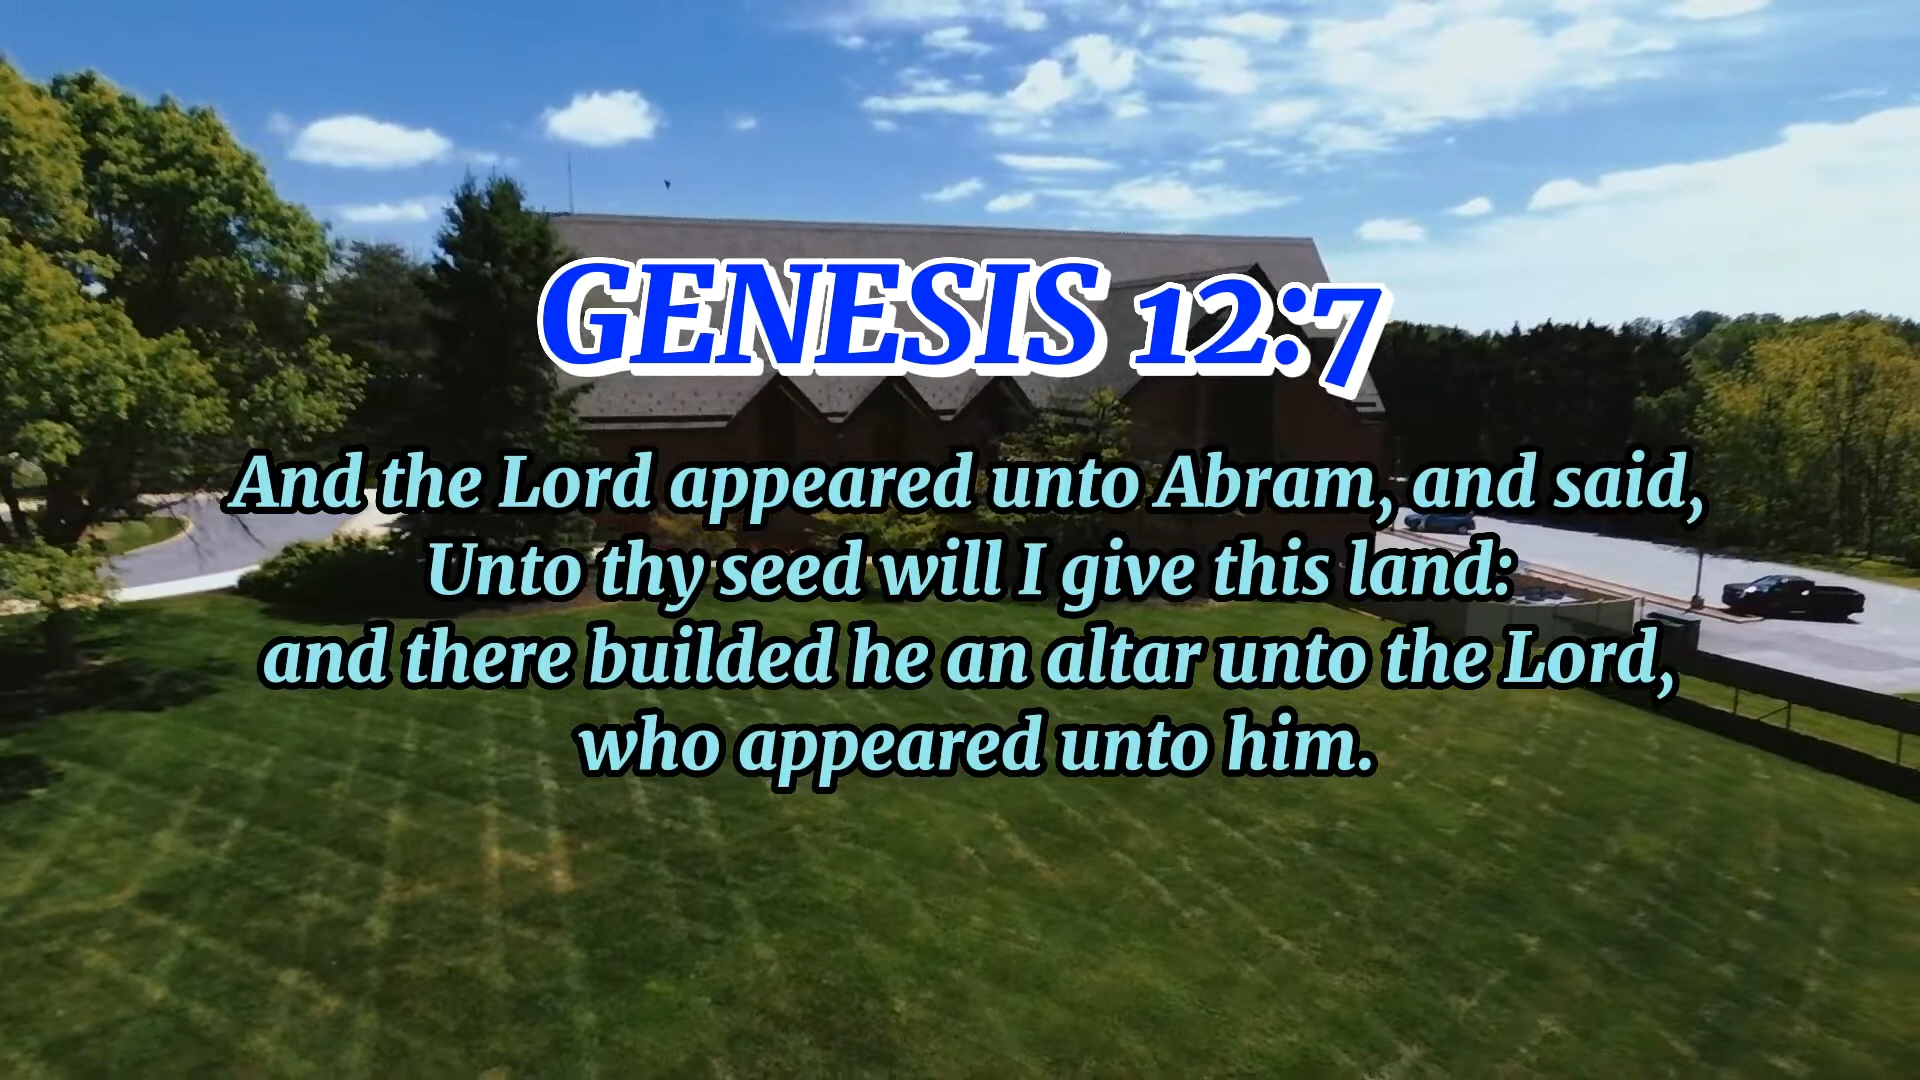 GENESIS 12:7
And the Lord appeared unto Abram, and said,
Unto thy seed will I give this land:
and there builded he an altar unto the Lord,
who appeared unto him.